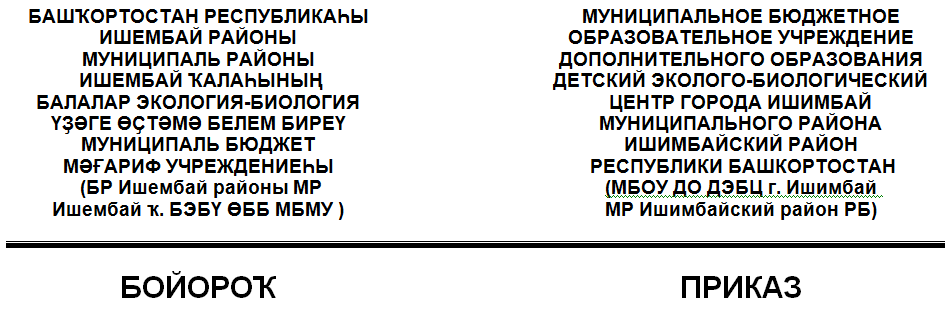 БАШҠОРТОСТАН РЕСПУБЛИКАҺЫ
ИШЕМБАЙ РАЙОНЫ
МУНИЦИПАЛЬ РАЙОНЫ
ИШЕМБАЙ ҠАЛАҺЫНЫҢ
БАЛАЛАР ЭКОЛОГИЯ-БИОЛОГИЯ
ҮҘӘГЕ ӨҪТӘМӘ БЕЛЕМ БИРЕҮ
МУНИЦИПАЛЬ БЮДЖЕТ
МӘҒАРИФ УЧРЕЖДЕНИЕҺЫ
(БР Ишембай районы МР
Ишембай ҡ. БЭБҮ ӨББ МБМУ )
МУНИЦИПАЛЬНОЕ БЮДЖЕТНОЕ
ОБРАЗОВАТЕЛЬНОЕ УЧРЕЖДЕНИЕ
ДОПОЛНИТЕЛЬНОГО ОБРАЗОВАНИЯ
ДЕТСКИЙ ЭКОЛОГО-БИОЛОГИЧЕСКИЙ
ЦЕНТР ГОРОДА ИШИМБАЙ
МУНИЦИПАЛЬНОГО РАЙОНА
ИШИМБАЙСКИЙ РАЙОН
РЕСПУБЛИКИ БАШКОРТОСТАН
(МБОУ ДО ДЭБЦ г. Ишимбай
МР Ишимбайский район РБ)
БОЙОРОҠ
ПРИКАЗ